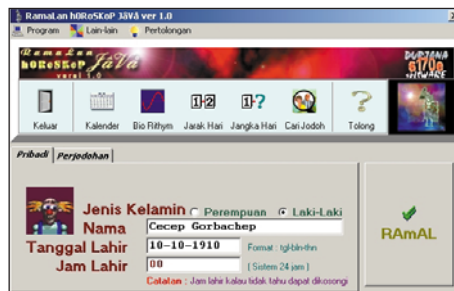 RamaLan h0RoSKoP JäVä ver 1.0
Program Lain-lain Pertolongan
RamaLan
h0RoSKoP JäVä
versi 1.0
DURJANA
6170a
Keluar Kalender Bio Rithym Jarak Hari Jangka Hari Cari Jodoh Tolong
Pribadi Perjodohan
Jenis Kelamin Perempuan Laki-Laki
Nama Cecep Gorbachep
Tanggal Lahir 10-10-1910 Format : tgl-bln-thn
Jam Lahir 00 [ Sistem 24 jam ]
Catatan : Jam lahir kalau tidak tahu dapat dikosongi
RAmAL